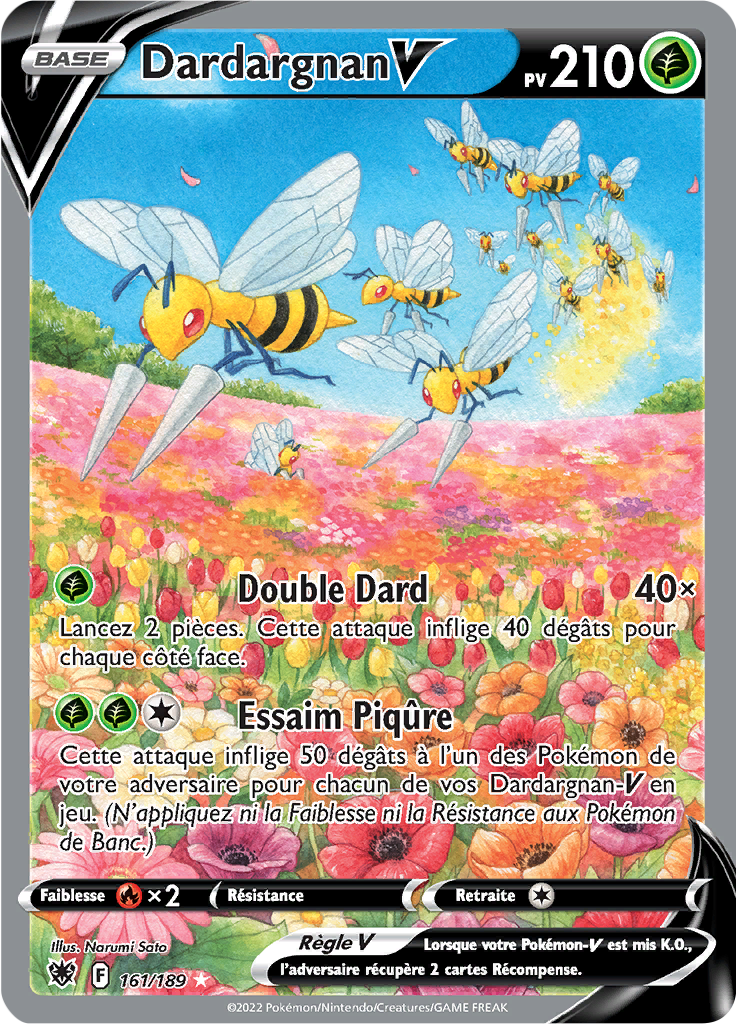 BASE
Dardargnan V
PV 210
Double Dard 40×
Lancez 2 pièces. Cette attaque inflige 40 dégâts pour
chaque côté face.
Essaim Piqûre
Cette attaque inflige 50 dégâts à l'un des Pokémon de
votre adversaire pour chacun de vos Dardargnan-V en
jeu. (N'appliquez ni la Faiblesse ni la Résistance aux Pokémon
de Banc.)
Faiblesse ×2 Résistance Retraite
Illus. Narumi Sato
Règle V Lorsque votre Pokémon-V est mis K.O.,
l'adversaire récupère 2 cartes Récompense.
F 161/189
©2022 Pokémon/Nintendo/Creatures/GAME FREAK